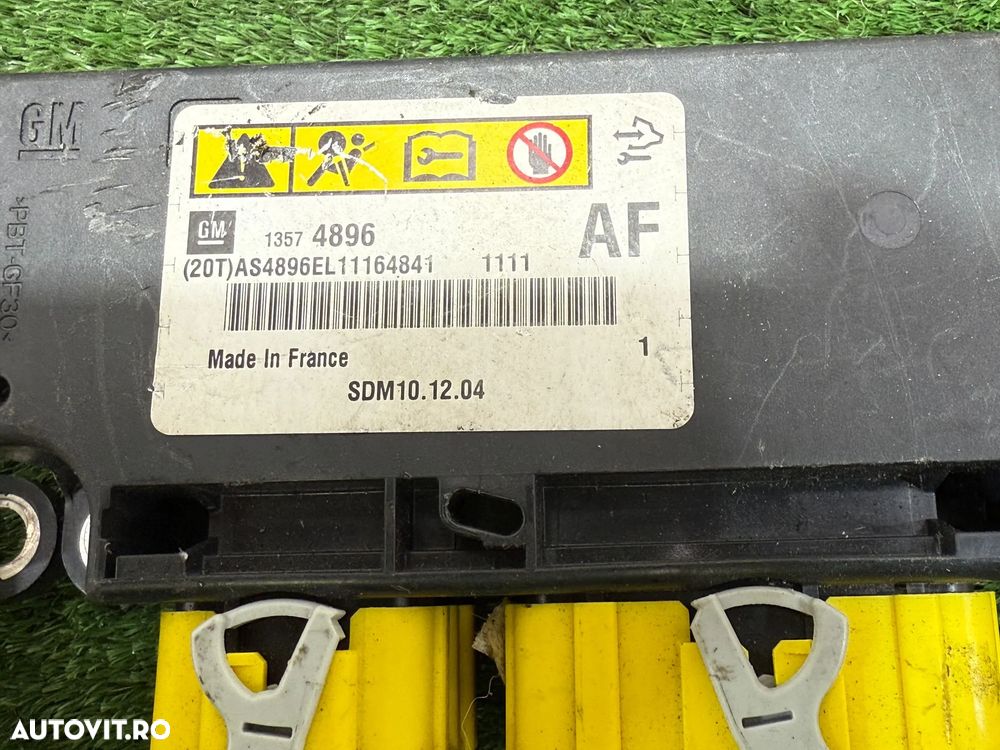 GM
*PBT-GF30*
GM 1357 4896 AF
(20T)AS4896EL11164841 1111
Made In France 1
SDM10.12.04
AUTOVIT.RO